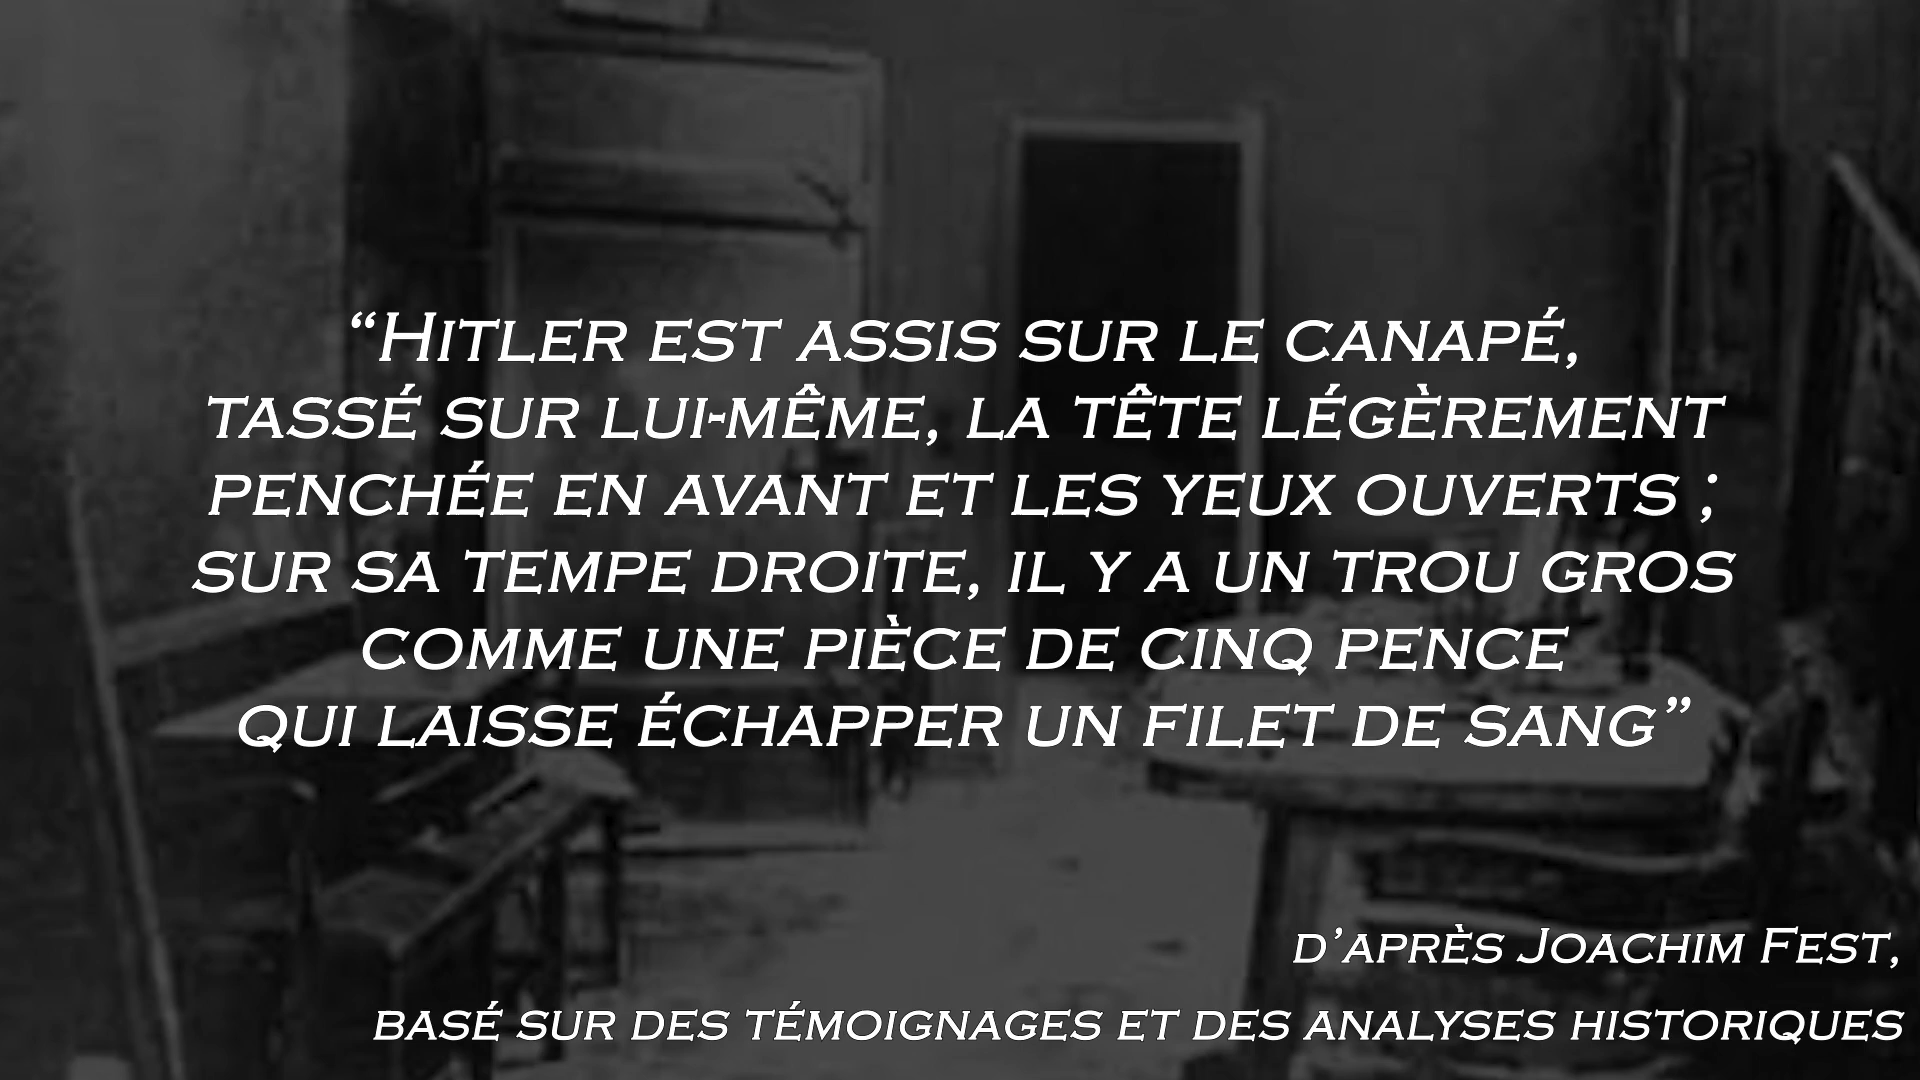 “Hitler est assis sur le canapé,
tassé sur lui-même, la tête légèrement
penchée en avant et les yeux ouverts ;
sur sa tempe droite, il y a un trou gros
comme une pièce de cinq pence
qui laisse échapper un filet de sang”
d’après Joachim Fest,
basé sur des témoignages et des analyses historiques